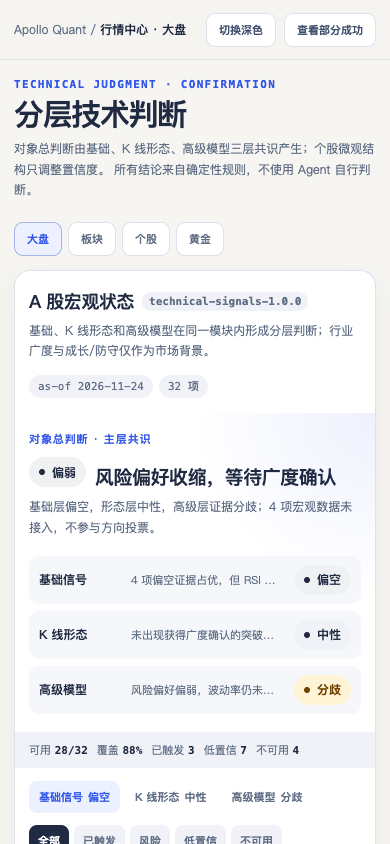 Apollo Quant / 行情中心 · 大盘
切换深色
查看部分成功
TECHNICAL JUDGMENT · CONFIRMATION
分层技术判断
对象总判断由基础、K 线形态、高级模型三层共识产生；个股微观结
构只调整置信度。 所有结论来自确定性规则，不使用 Agent 自行判
断。
大盘
板块
个股
黄金
A 股宏观状态
technical-signals-1.0.0
基础、K 线形态和高级模型在同一模块内形成分层判断；行业
广度与成长/防守仅作为市场背景。
as-of 2026-11-24
32 项
对象总判断 · 主层共识
偏弱
风险偏好收缩，等待广度确认
基础层偏空，形态层中性，高级层证据分歧；4 项宏观数据未
接入，不参与方向投票。
基础信号
4 项偏空证据占优，但 RSI ...
偏空
K 线形态
未出现获得广度确认的突破...
中性
高级模型
风险偏好偏弱，波动率仍未...
分歧
可用 28/32 覆盖 88% 已触发 3 低置信 7 不可用 4
基础信号 偏空
K 线形态 中性
高级模型 分歧
全部
已触发
风险
低置信
不可用